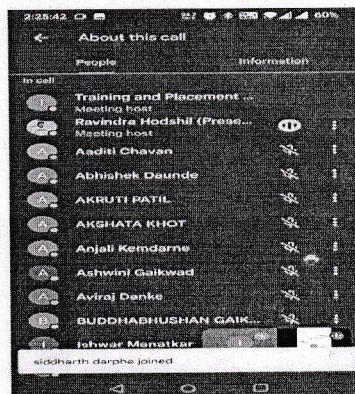 2:25:42 60%
About this call
People Information
In call
Training and Placement ...
Meeting host
Ravindra Hodshil (Prese...
Meeting host
Aaditi Chavan
Abhishek Daunde
AKRUTI PATIL
AKSHATA KHOT
Anjali Kemdarne
Ashwini Gaikwad
Aviraj Danke
BUDDHABHUSHAN GAIK...
Ishwar Manatkar
siddharth darphe joined